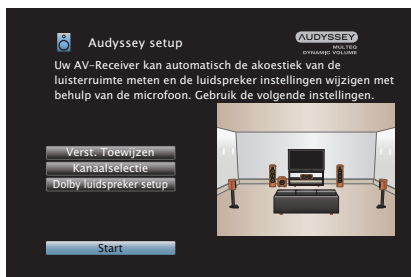 Audyssey setup
AUDYSSEY
MULTEQ
DYNAMIC VOLUME
Uw AV-Receiver kan automatisch de akoestiek van de
luisterruimte meten en de luidspreker instellingen wijzigen met
behulp van de microfoon. Gebruik de volgende instellingen.
Verst. Toewijzen
Kanaalselectie
Dolby luidspreker setup
Start